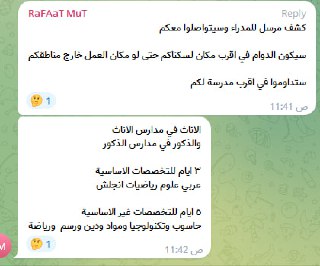 RaFAaT MuT
Reply
كشف مرسل للمدراء وسيتواصلوا معكم
سيكون الدوام في اقرب مكان لسكناكم حتى لو مكان العمل خارج مناطقكم
ستداوموا في اقرب مدرسة لكم
🤔 1
11:41 ص
الاناث في مدارس الاناث
والذكور في مدارس الذكور
٣ ايام للتخصصات الاساسية
عربي علوم رياضيات انجلش
٥ ايام للتخصصات غير الاساسية
حاسوب وتكنولوجيا ومواد ودين ورسم ورياضة
🤔 1
11:42 ص
M